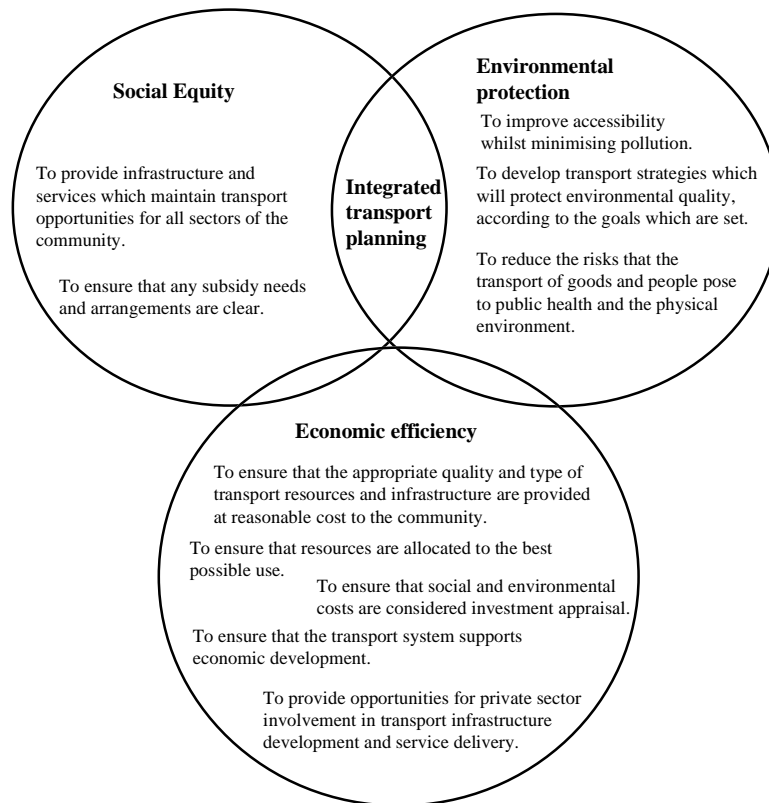 Social Equity
To provide infrastructure and
services which maintain transport
opportunities for all sectors of the
community.
To ensure that any subsidy needs
and arrangements are clear.
Integrated
transport
planning
Environmental
protection
To improve accessibility
whilst minimising pollution.
To develop transport strategies which
will protect environmental quality,
according to the goals which are set.
To reduce the risks that the
transport of goods and people pose
to public health and the physical
environment.
Economic efficiency
To ensure that the appropriate quality and type of
transport resources and infrastructure are provided
at reasonable cost to the community.
To ensure that resources are allocated to the best
possible use.
To ensure that social and environmental
costs are considered investment appraisal.
To ensure that the transport system supports
economic development.
To provide opportunities for private sector
involvement in transport infrastructure
development and service delivery.